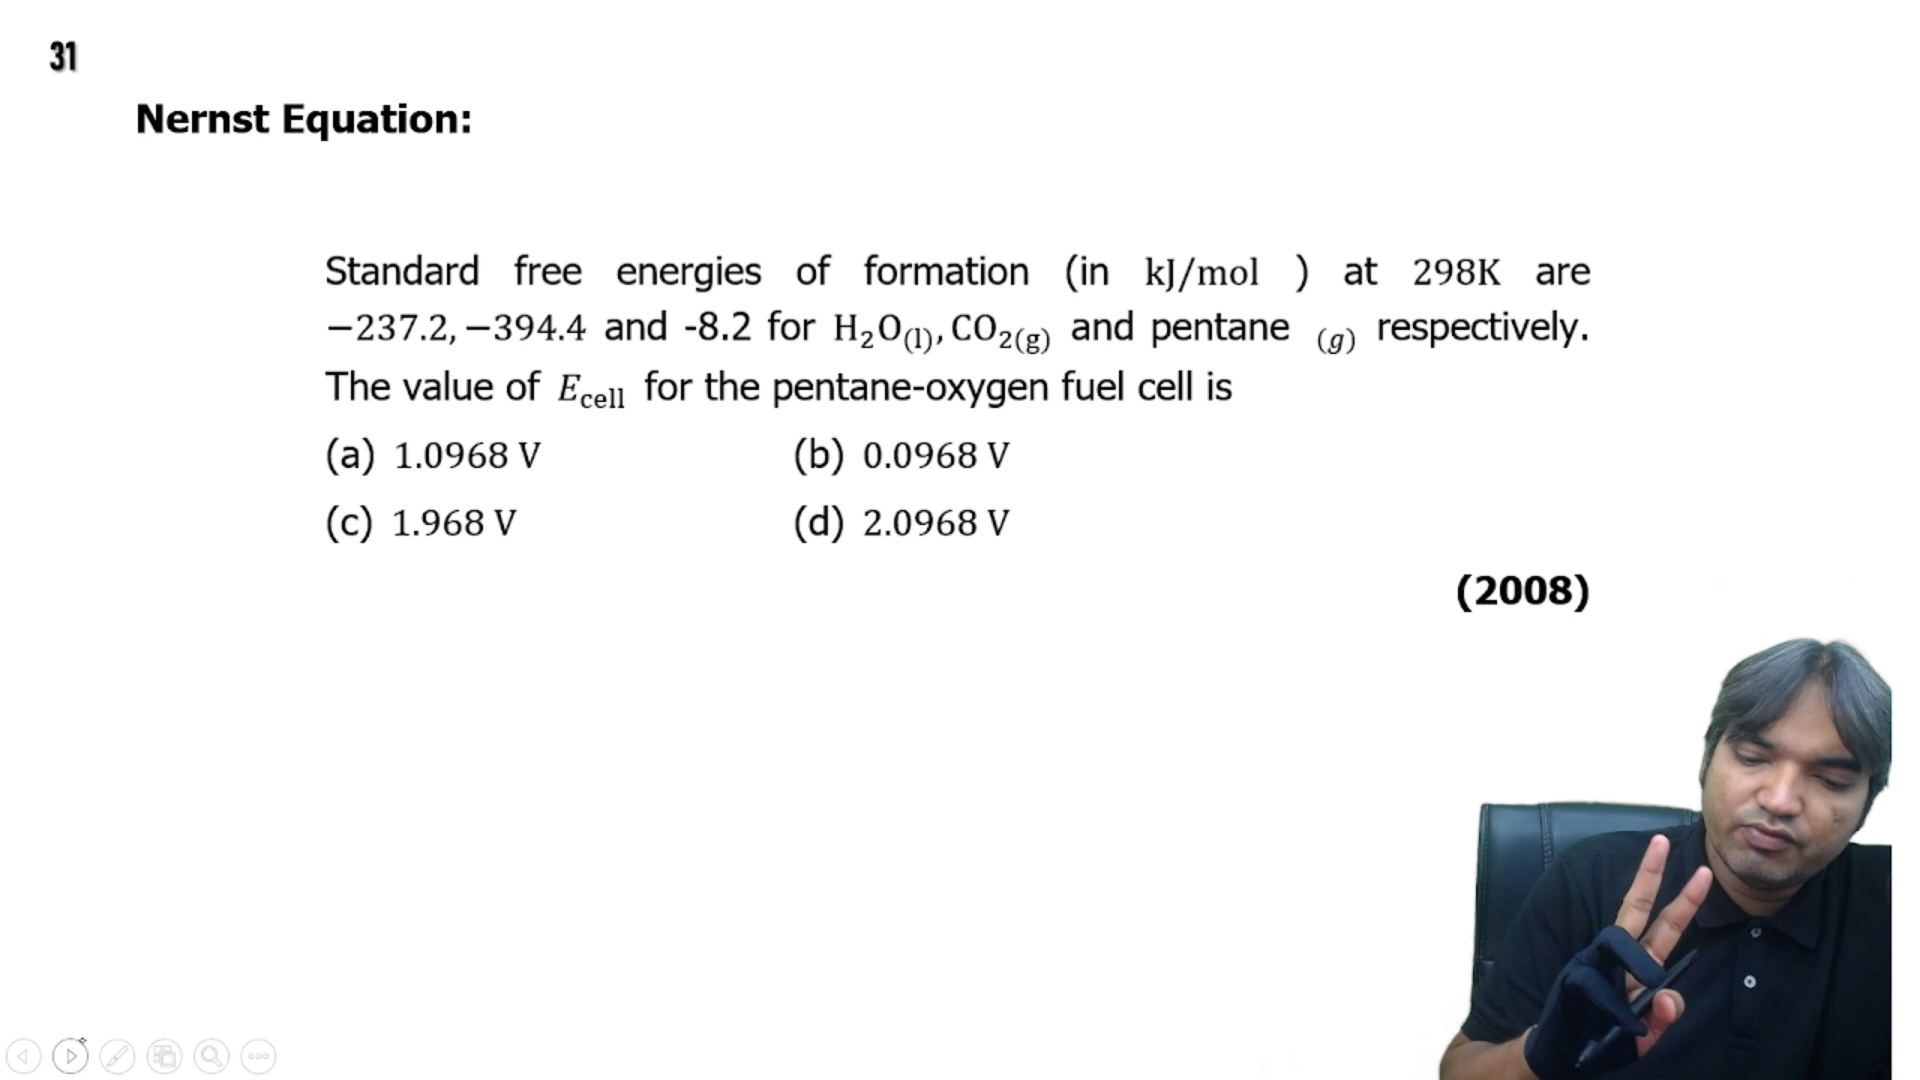 31
Nernst Equation:
Standard free energies of formation (in kJ/mol ) at 298K are
−237.2, −394.4 and -8.2 for H₂O₍ₗ₎, CO₂(g) and pentane (g) respectively.
The value of E_cell for the pentane-oxygen fuel cell is
(a) 1.0968 V (b) 0.0968 V
(c) 1.968 V (d) 2.0968 V
(2008)